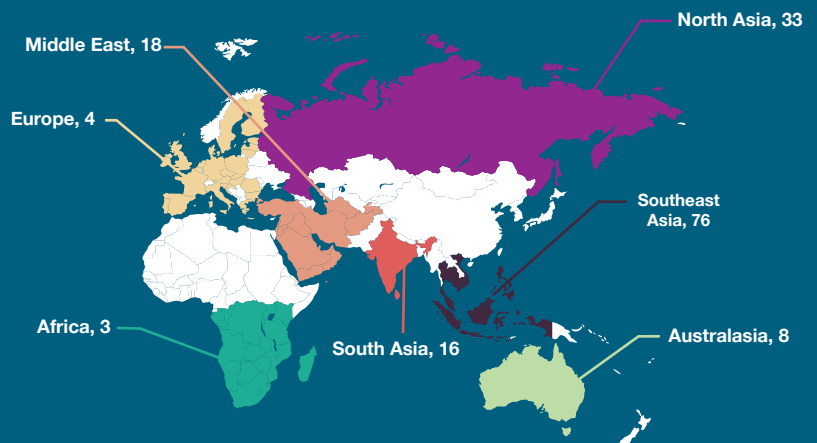 North Asia, 33
Middle East, 18
Europe, 4
Southeast
Asia, 76
Africa, 3
South Asia, 16
Australasia, 8